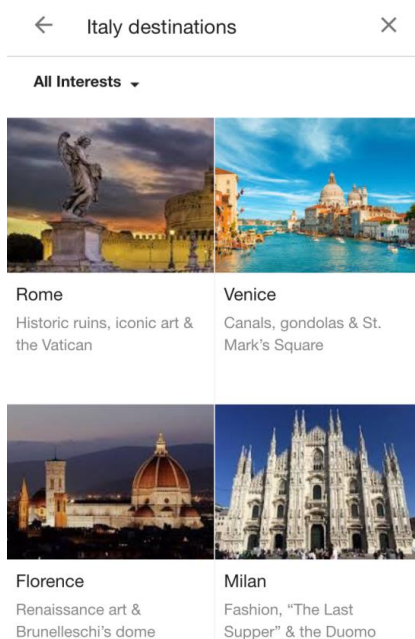 Italy destinations
All Interests
Rome
Historic ruins, iconic art &
the Vatican
Venice
Canals, gondolas & St.
Mark's Square
Florence
Renaissance art &
Brunelleschi's dome
Milan
Fashion, “The Last
Supper” & the Duomo